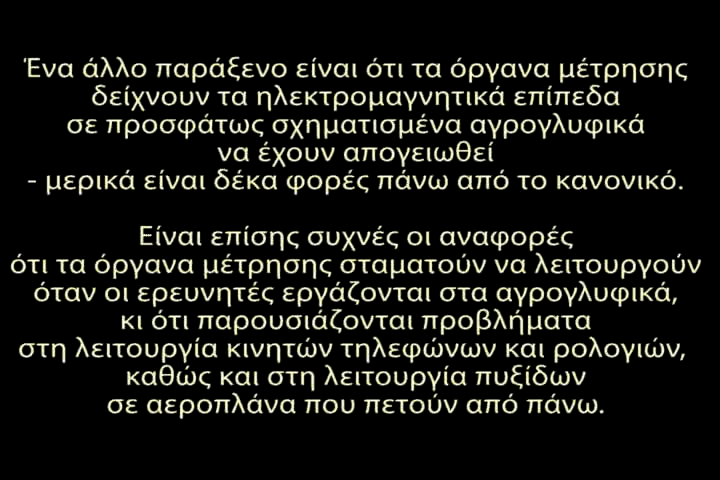 Ένα άλλο παράξενο είναι ότι τα όργανα μέτρησης
δείχνουν τα ηλεκτρομαγνητικά επίπεδα
σε προσφάτως σχηματισμένα αγρογλυφικά
να έχουν απογειωθεί
- μερικά είναι δέκα φορές πάνω από το κανονικό.
Είναι επίσης συχνές οι αναφορές
ότι τα όργανα μέτρησης σταματούν να λειτουργούν
όταν οι ερευνητές εργάζονται στα αγρογλυφικά,
κι ότι παρουσιάζονται προβλήματα
στη λειτουργία κινητών τηλεφώνων και ρολογιών,
καθώς και στη λειτουργία πυξίδων
σε αεροπλάνα που πετούν από πάνω.